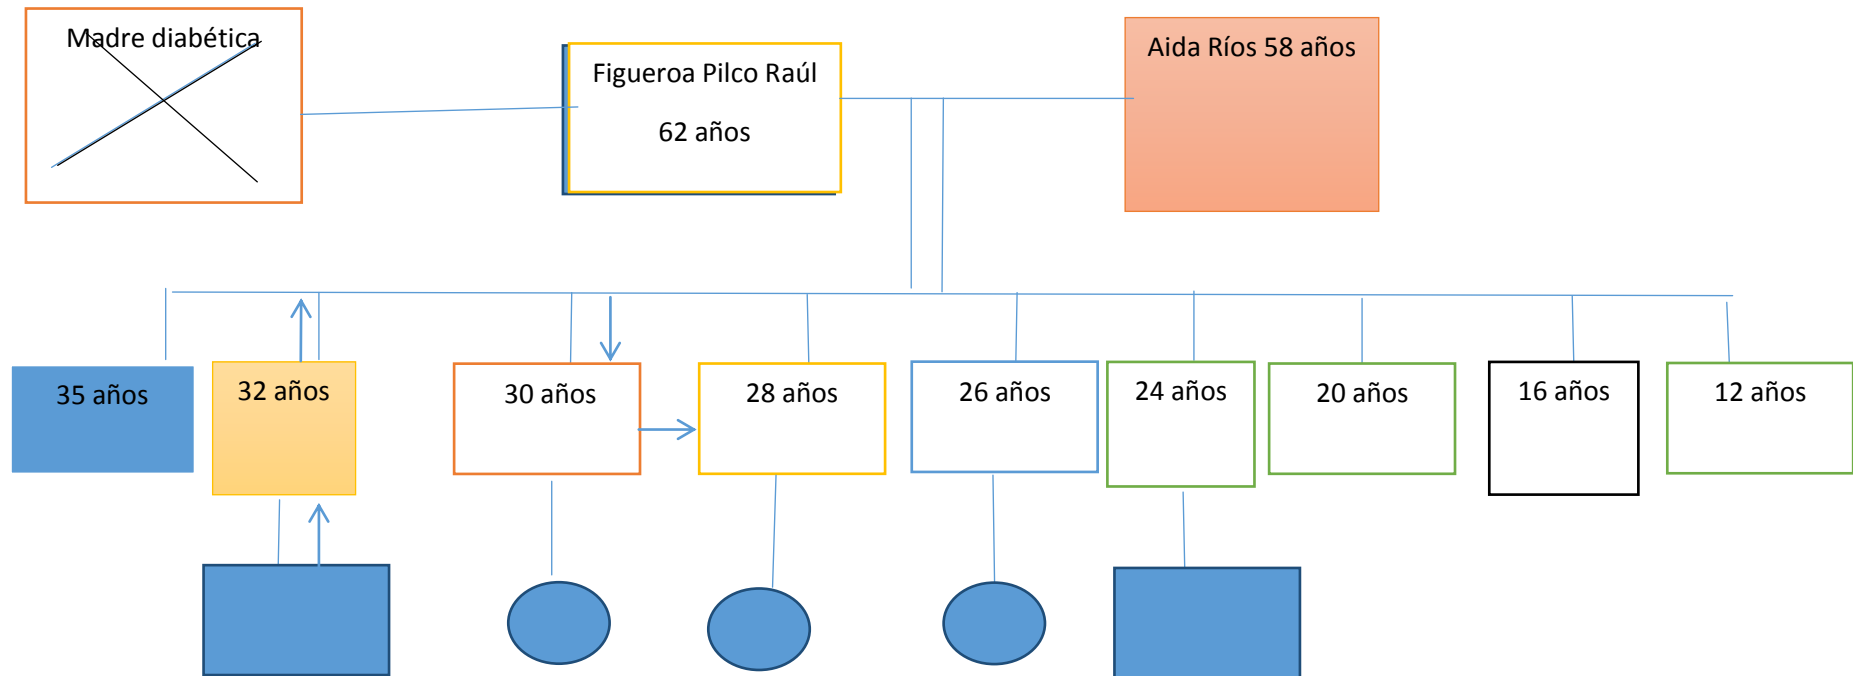 Madre diabética
Figueroa Pilco Raúl
62 años
Aida Ríos 58 años
35 años
32 años
30 años
28 años
26 años
24 años
20 años
16 años
12 años